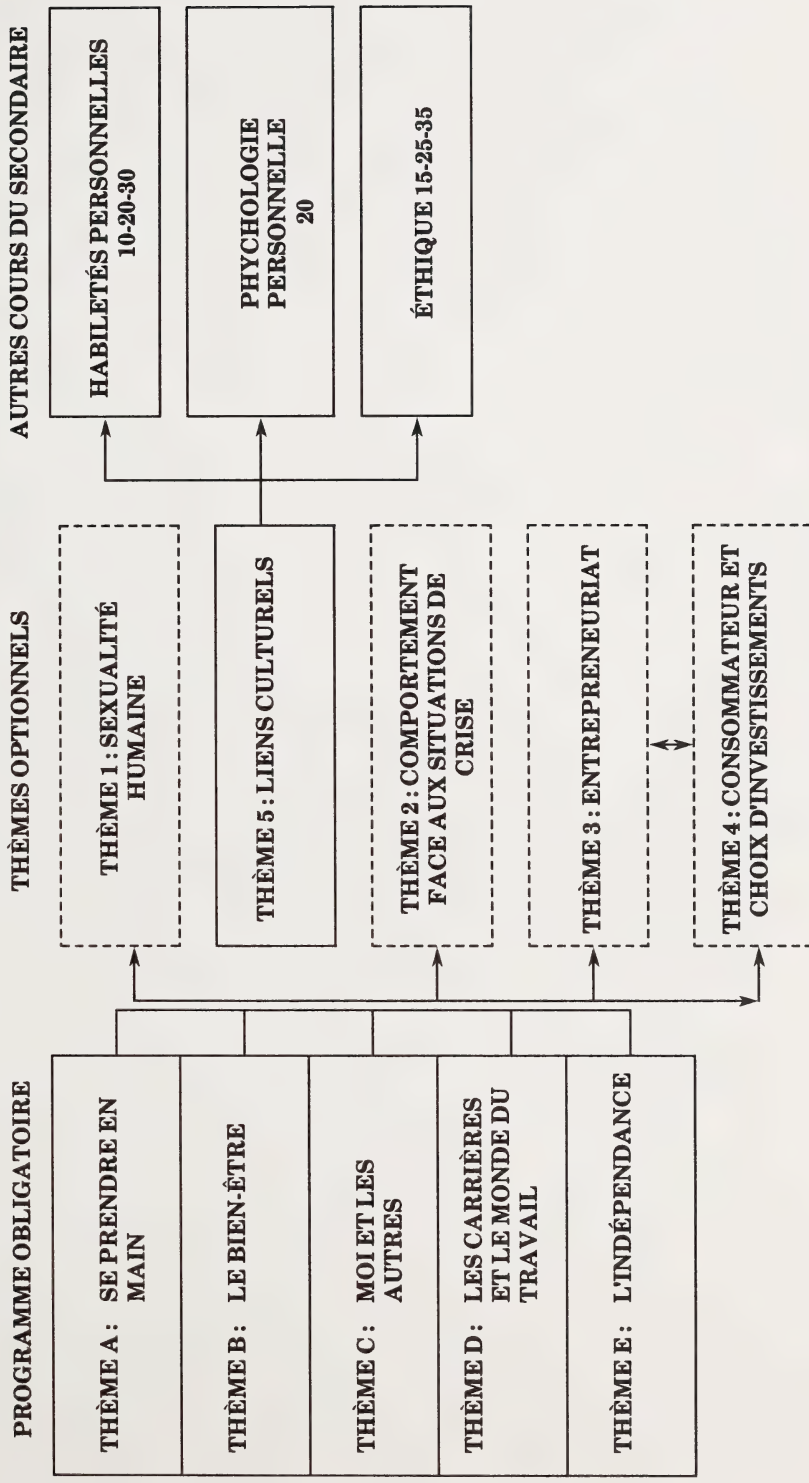 PROGRAMME OBLIGATOIRE
THÈME A : SE PRENDRE EN
MAIN
THÈME B : LE BIEN-ÊTRE
THÈME C : MOI ET LES
AUTRES
THÈME D : LES CARRIÈRES
ET LE MONDE DU
TRAVAIL
THÈME E : L'INDÉPENDANCE
THÈMES OPTIONNELS
THÈME 1 : SEXUALITÉ
HUMAINE
THÈME 5 : LIENS CULTURELS
THÈME 2 : COMPORTEMENT
FACE AUX SITUATIONS DE
CRISE
THÈME 3 : ENTREPRENEURIAT
THÈME 4 : CONSOMMATEUR ET
CHOIX D'INVESTISSEMENTS
AUTRES COURS DU SECONDAIRE
HABILETÉS PERSONNELLES
10-20-30
PHYCHOLOGIE
PERSONNELLE
20
ÉTHIQUE 15-25-35